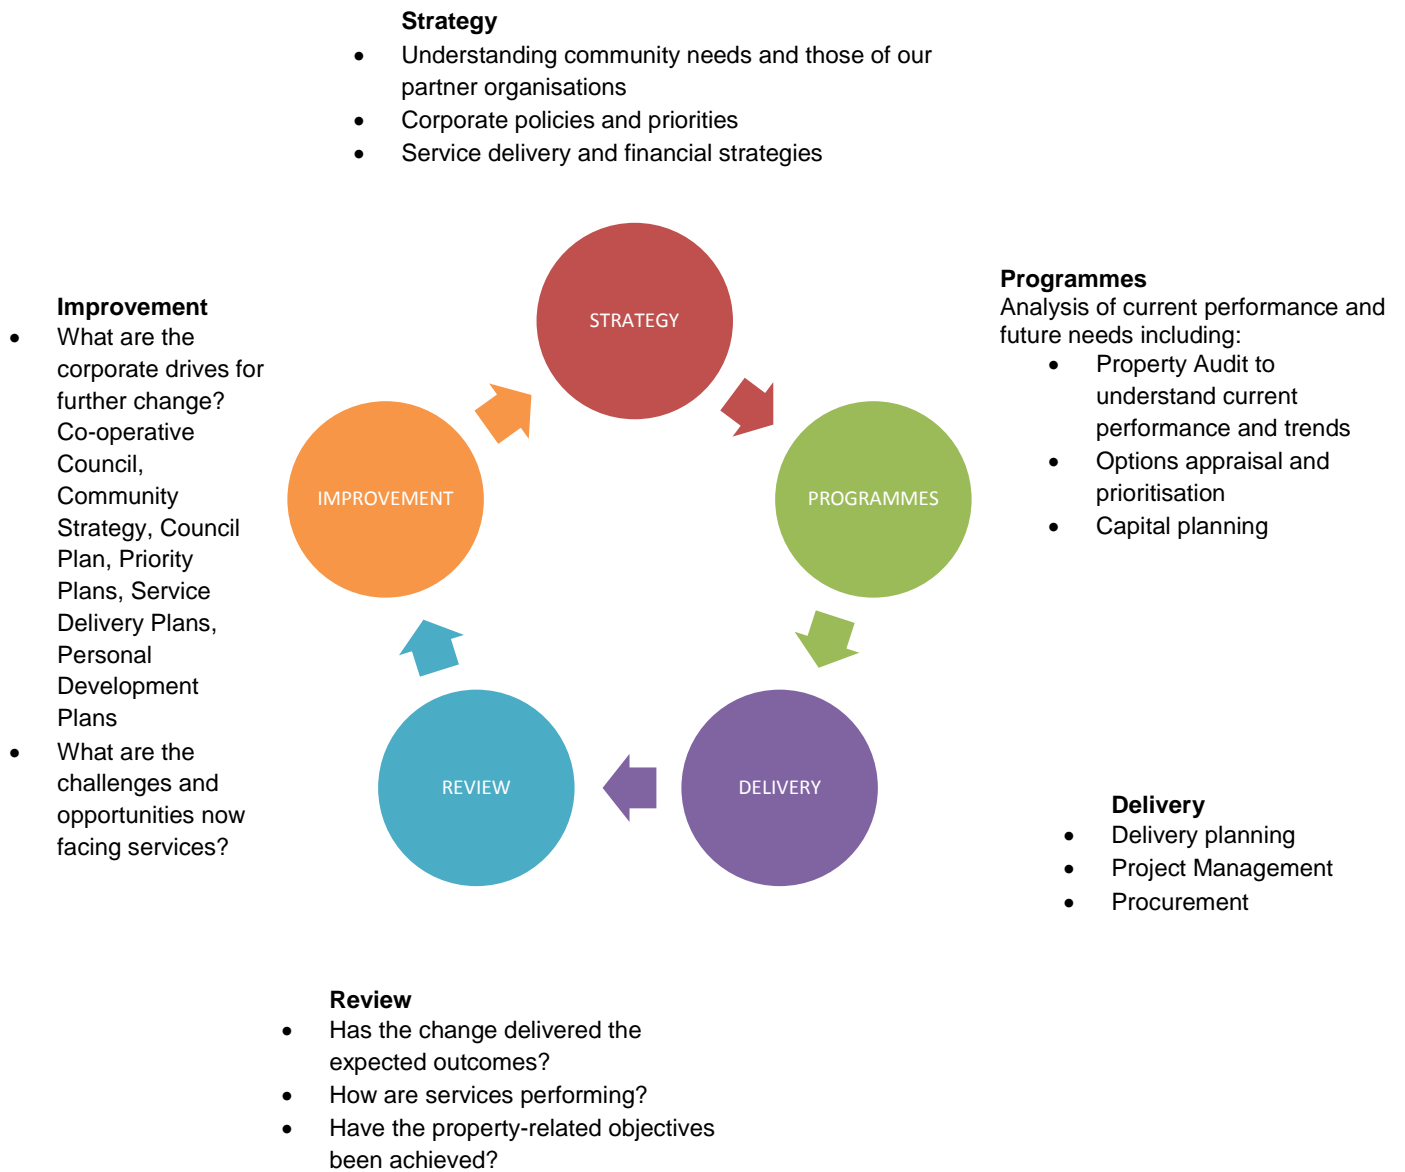 Strategy
• Understanding community needs and those of our
partner organisations
• Corporate policies and priorities
• Service delivery and financial strategies
STRATEGY
Programmes
Analysis of current performance and
future needs including:
• Property Audit to
understand current
performance and trends
• Options appraisal and
prioritisation
• Capital planning
PROGRAMMES
Improvement
• What are the
corporate drives for
further change?
Co-operative
Council,
Community
Strategy, Council
Plan, Priority
Plans, Service
Delivery Plans,
Personal
Development
Plans
• What are the
challenges and
opportunities now
facing services?
IMPROVEMENT
REVIEW
DELIVERY
Delivery
• Delivery planning
• Project Management
• Procurement
Review
• Has the change delivered the
expected outcomes?
• How are services performing?
• Have the property-related objectives
been achieved?